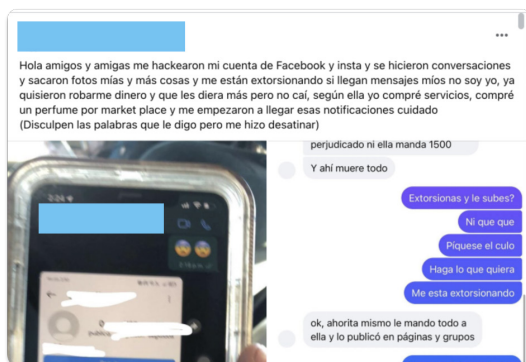 Hola amigos y amigas me hackearon mi cuenta de Facebook y insta y se hicieron conversaciones
y sacaron fotos mías y más cosas y me están extorsionando si llegan mensajes míos no soy yo, ya
quisieron robarme dinero y que les diera más pero no caí, según ella yo compré servicios, compré
un perfume por market place y me empezaron a llegar esas notificaciones cuidado
(Disculpen las palabras que le digo pero me hizo desatinar)
perjudicado ni ella manda 1500
Y ahí muere todo
Extorsionas y le subes?
Ni que que
Píquese el culo
Haga lo que quiera
Me esta extorsionando
ok, ahorita mismo le mando todo a
ella y lo publicó en páginas y grupos